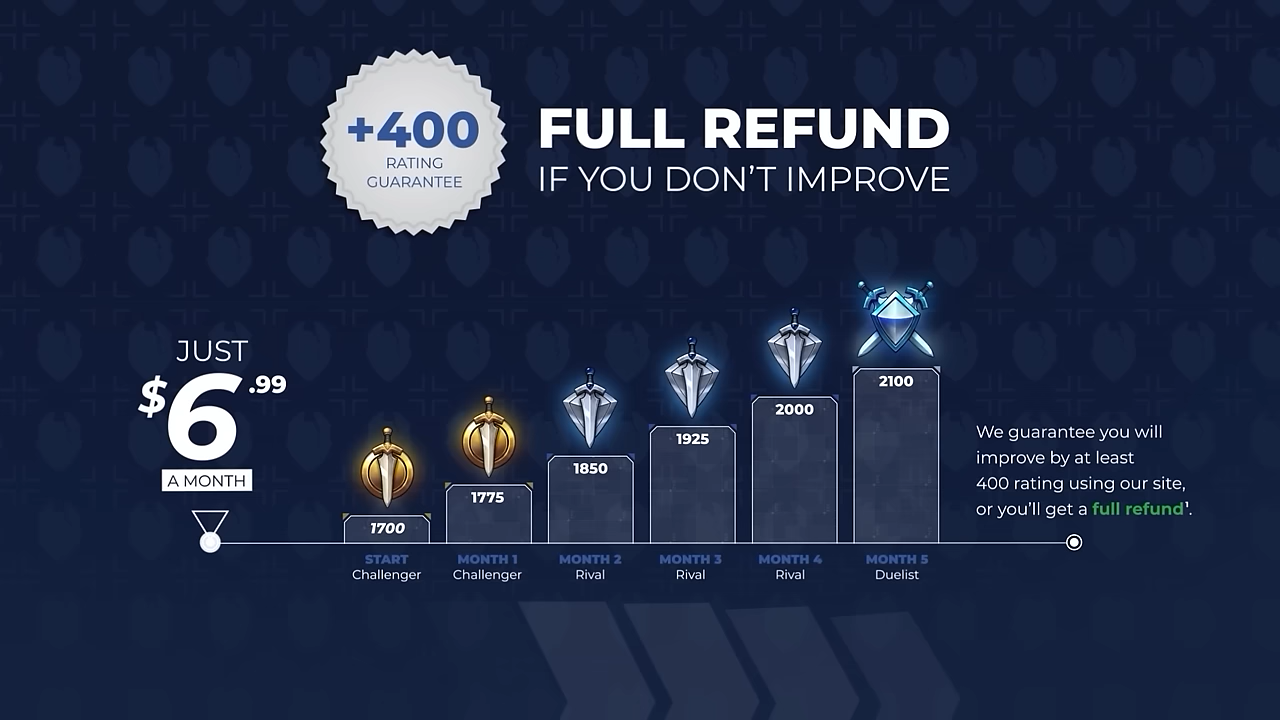 +400
RATING
GUARANTEE
FULL REFUND
IF YOU DON'T IMPROVE
JUST
$6.99
A MONTH
1700
1775
1850
1925
2000
2100
START
Challenger
MONTH 1
Challenger
MONTH 2
Rival
MONTH 3
Rival
MONTH 4
Rival
MONTH 5
Duelist
We guarantee you will
improve by at least
400 rating using our site,
or you'll get a full refund¹.